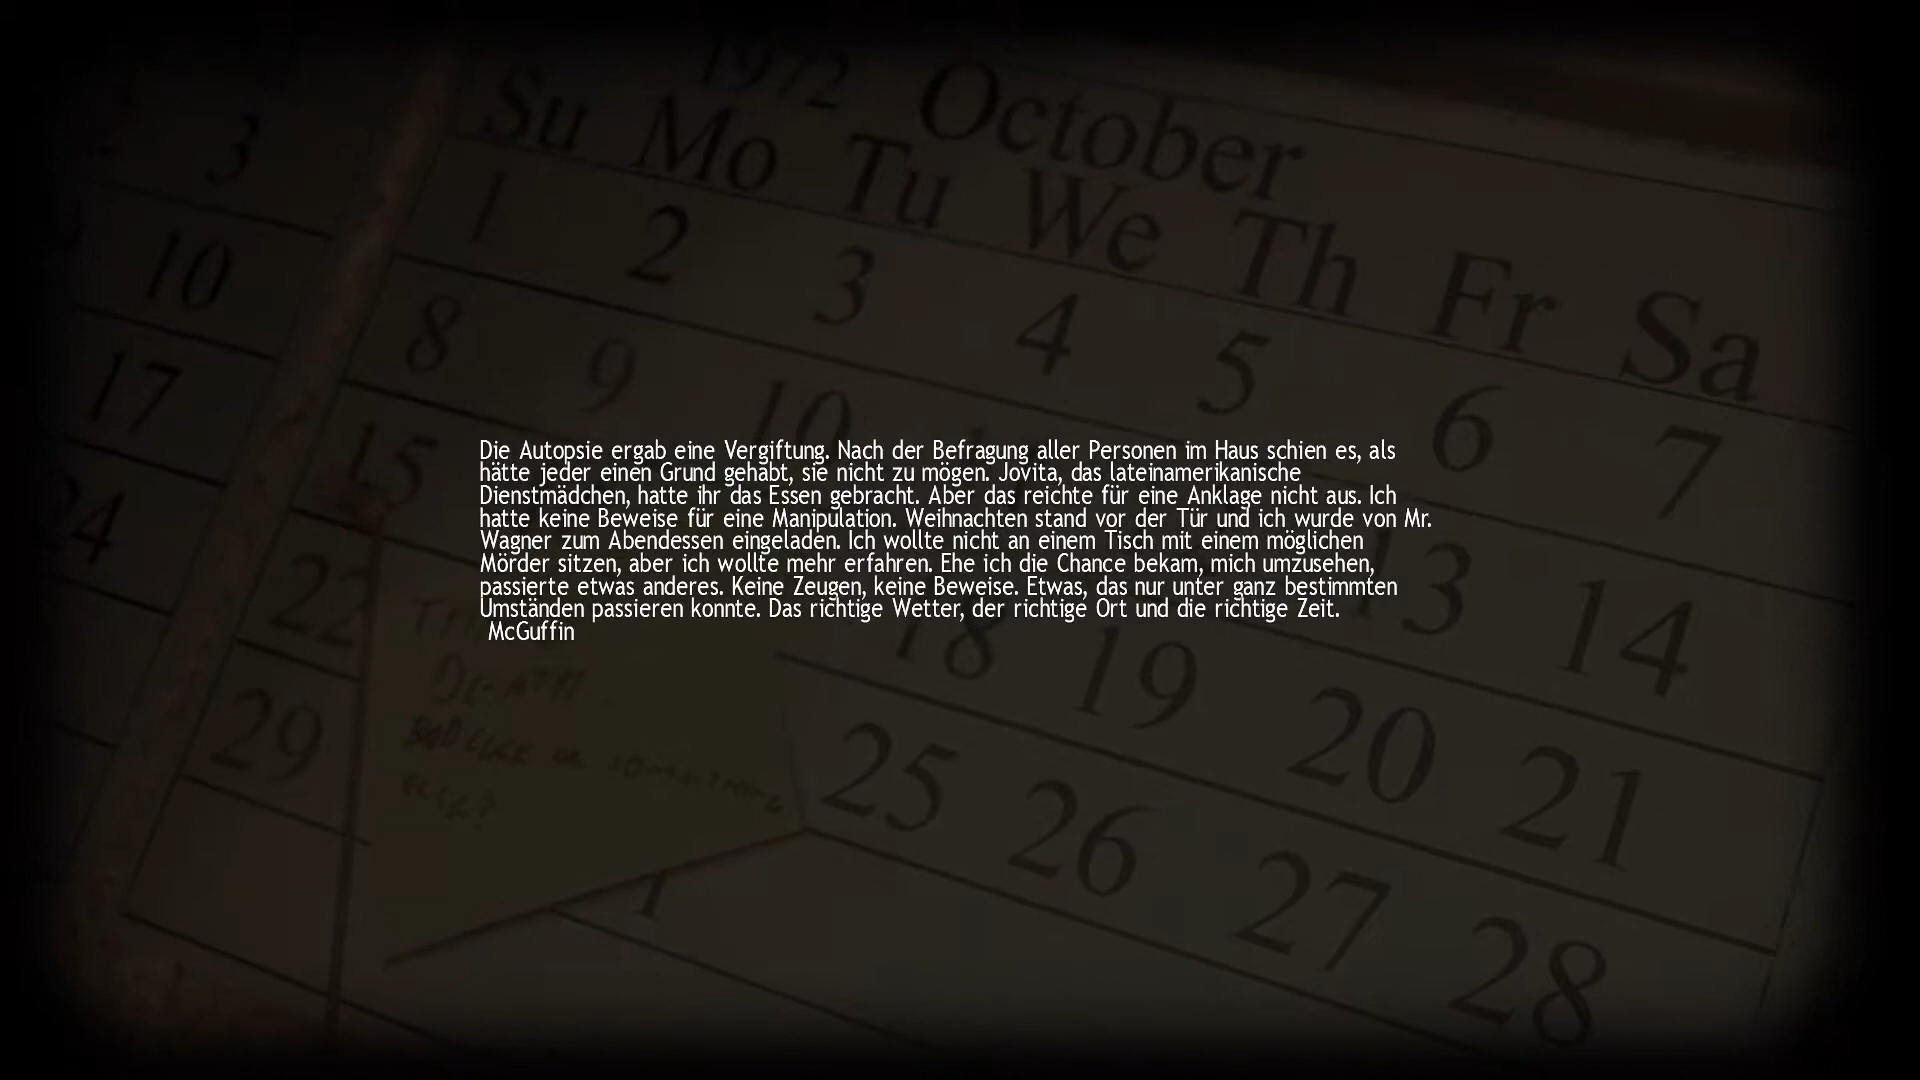 1972 October
Su Mo Tu We Th Fr Sa
3 1 2 3 4 5 6 7
10 8 9 10 13 14
17 15 18 19 20 21
24 22 25 26 27 28
29
1
Die Autopsie ergab eine Vergiftung. Nach der Befragung aller Personen im Haus schien es, als
hätte jeder einen Grund gehabt, sie nicht zu mögen. Jovita, das lateinamerikanische
Dienstmädchen, hatte ihr das Essen gebracht. Aber das reichte für eine Anklage nicht aus. Ich
hatte keine Beweise für eine Manipulation. Weihnachten stand vor der Tür und ich wurde von Mr.
Wagner zum Abendessen eingeladen. Ich wollte nicht an einem Tisch mit einem möglichen
Mörder sitzen, aber ich wollte mehr erfahren. Ehe ich die Chance bekam, mich umzusehen,
passierte etwas anderes. Keine Zeugen, keine Beweise. Etwas, das nur unter ganz bestimmten
Umständen passieren konnte. Das richtige Wetter, der richtige Ort und die richtige Zeit.
McGuffin
DEATH